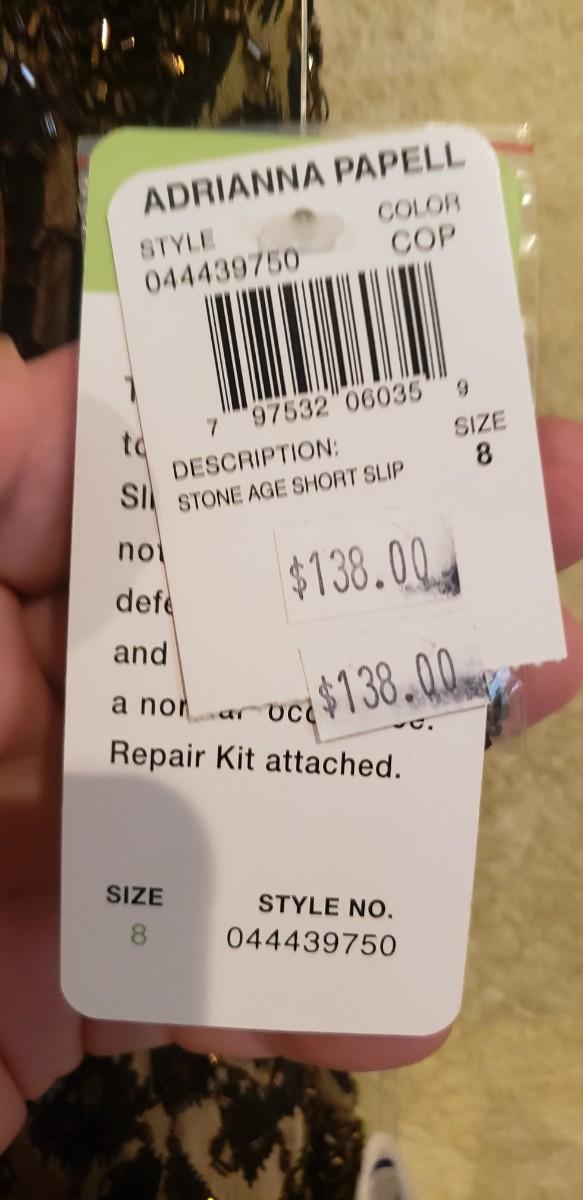 ADRIANNA PAPELL
STYLE COLOR
044439750 COP
7 97532 06035 9
DESCRIPTION: SIZE
STONE AGE SHORT SLIP 8
$138.00
$138.00
and
a
Repair Kit attached.
SIZE STYLE NO.
8 044439750